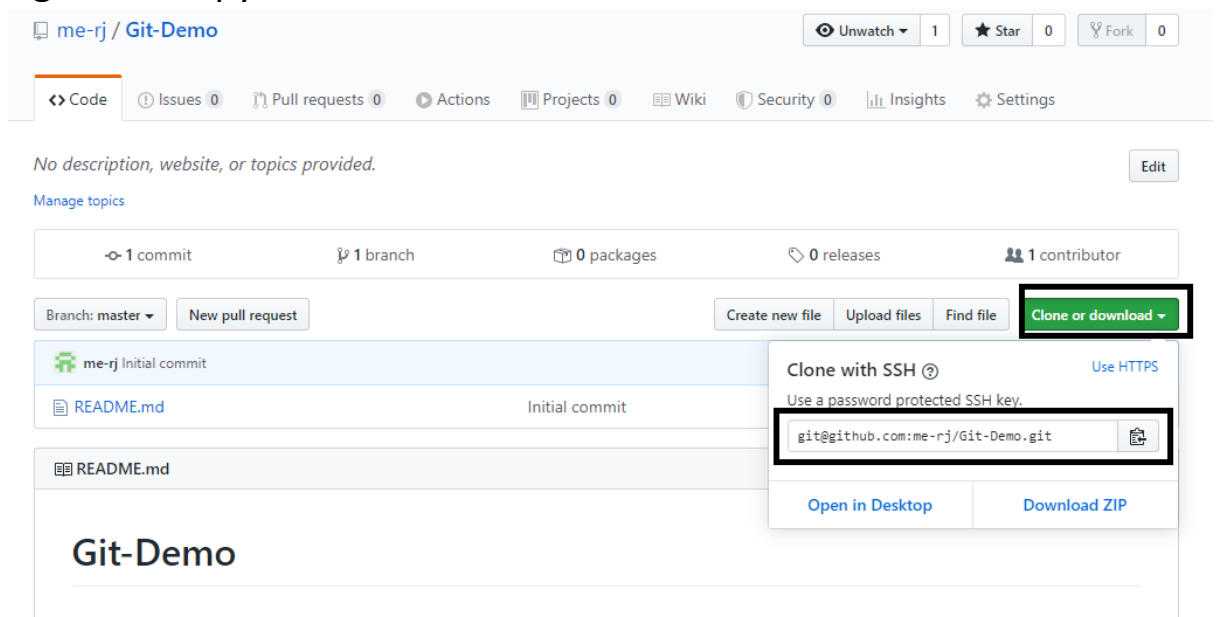 me-rj / Git-Demo
Unwatch 1 Star 0 Fork 0
Code Issues 0 Pull requests 0 Actions Projects 0 Wiki Security 0 Insights Settings
No description, website, or topics provided. Edit
Manage topics
1 commit 1 branch 0 packages 0 releases 1 contributor
Branch: master New pull request Create new file Upload files Find file Clone or download
me-rj Initial commit
README.md Initial commit
Clone with SSH Use HTTPS
Use a password protected SSH key.
git@github.com:me-rj/Git-Demo.git
Open in Desktop Download ZIP
README.md
Git-Demo